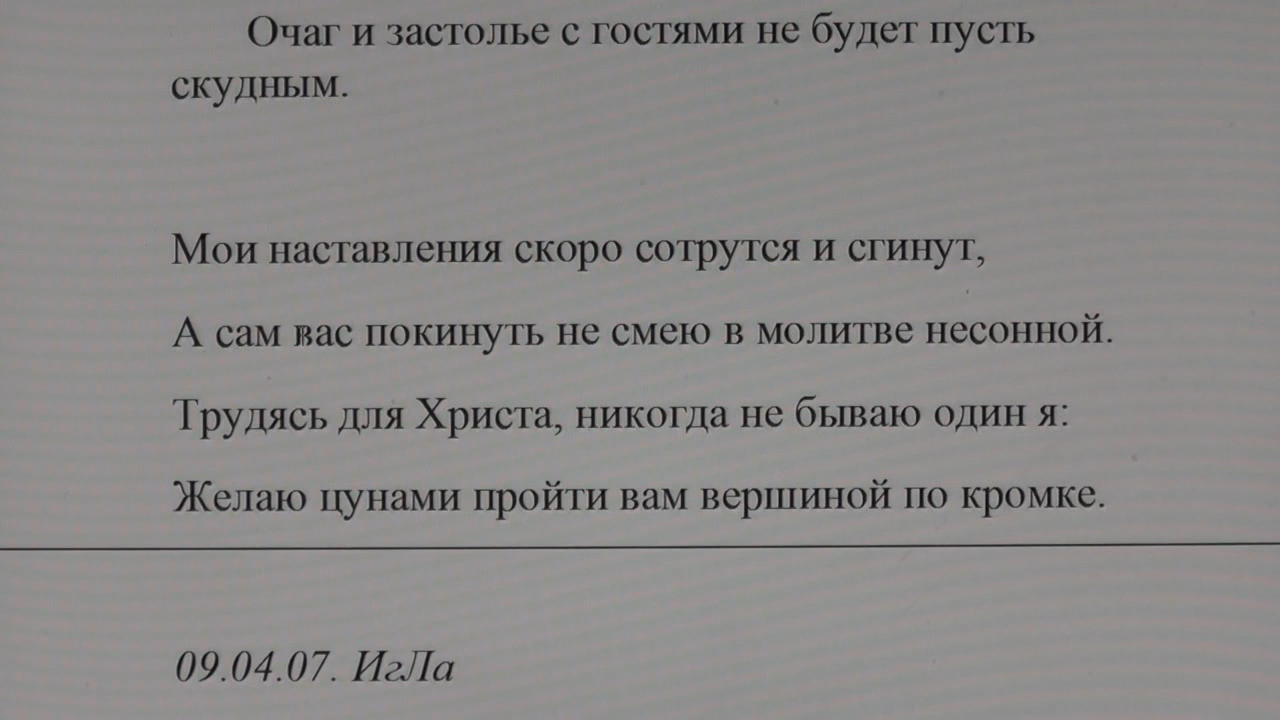 Очаг и застолье с гостями не будет пусть
скудным.
Мои наставления скоро сотрутся и сгинут,
А сам вас покинуть не смею в молитве несонной.
Трудясь для Христа, никогда не бываю один я:
Желаю цунами пройти вам вершиной по кромке.
09.04.07. ИгЛа